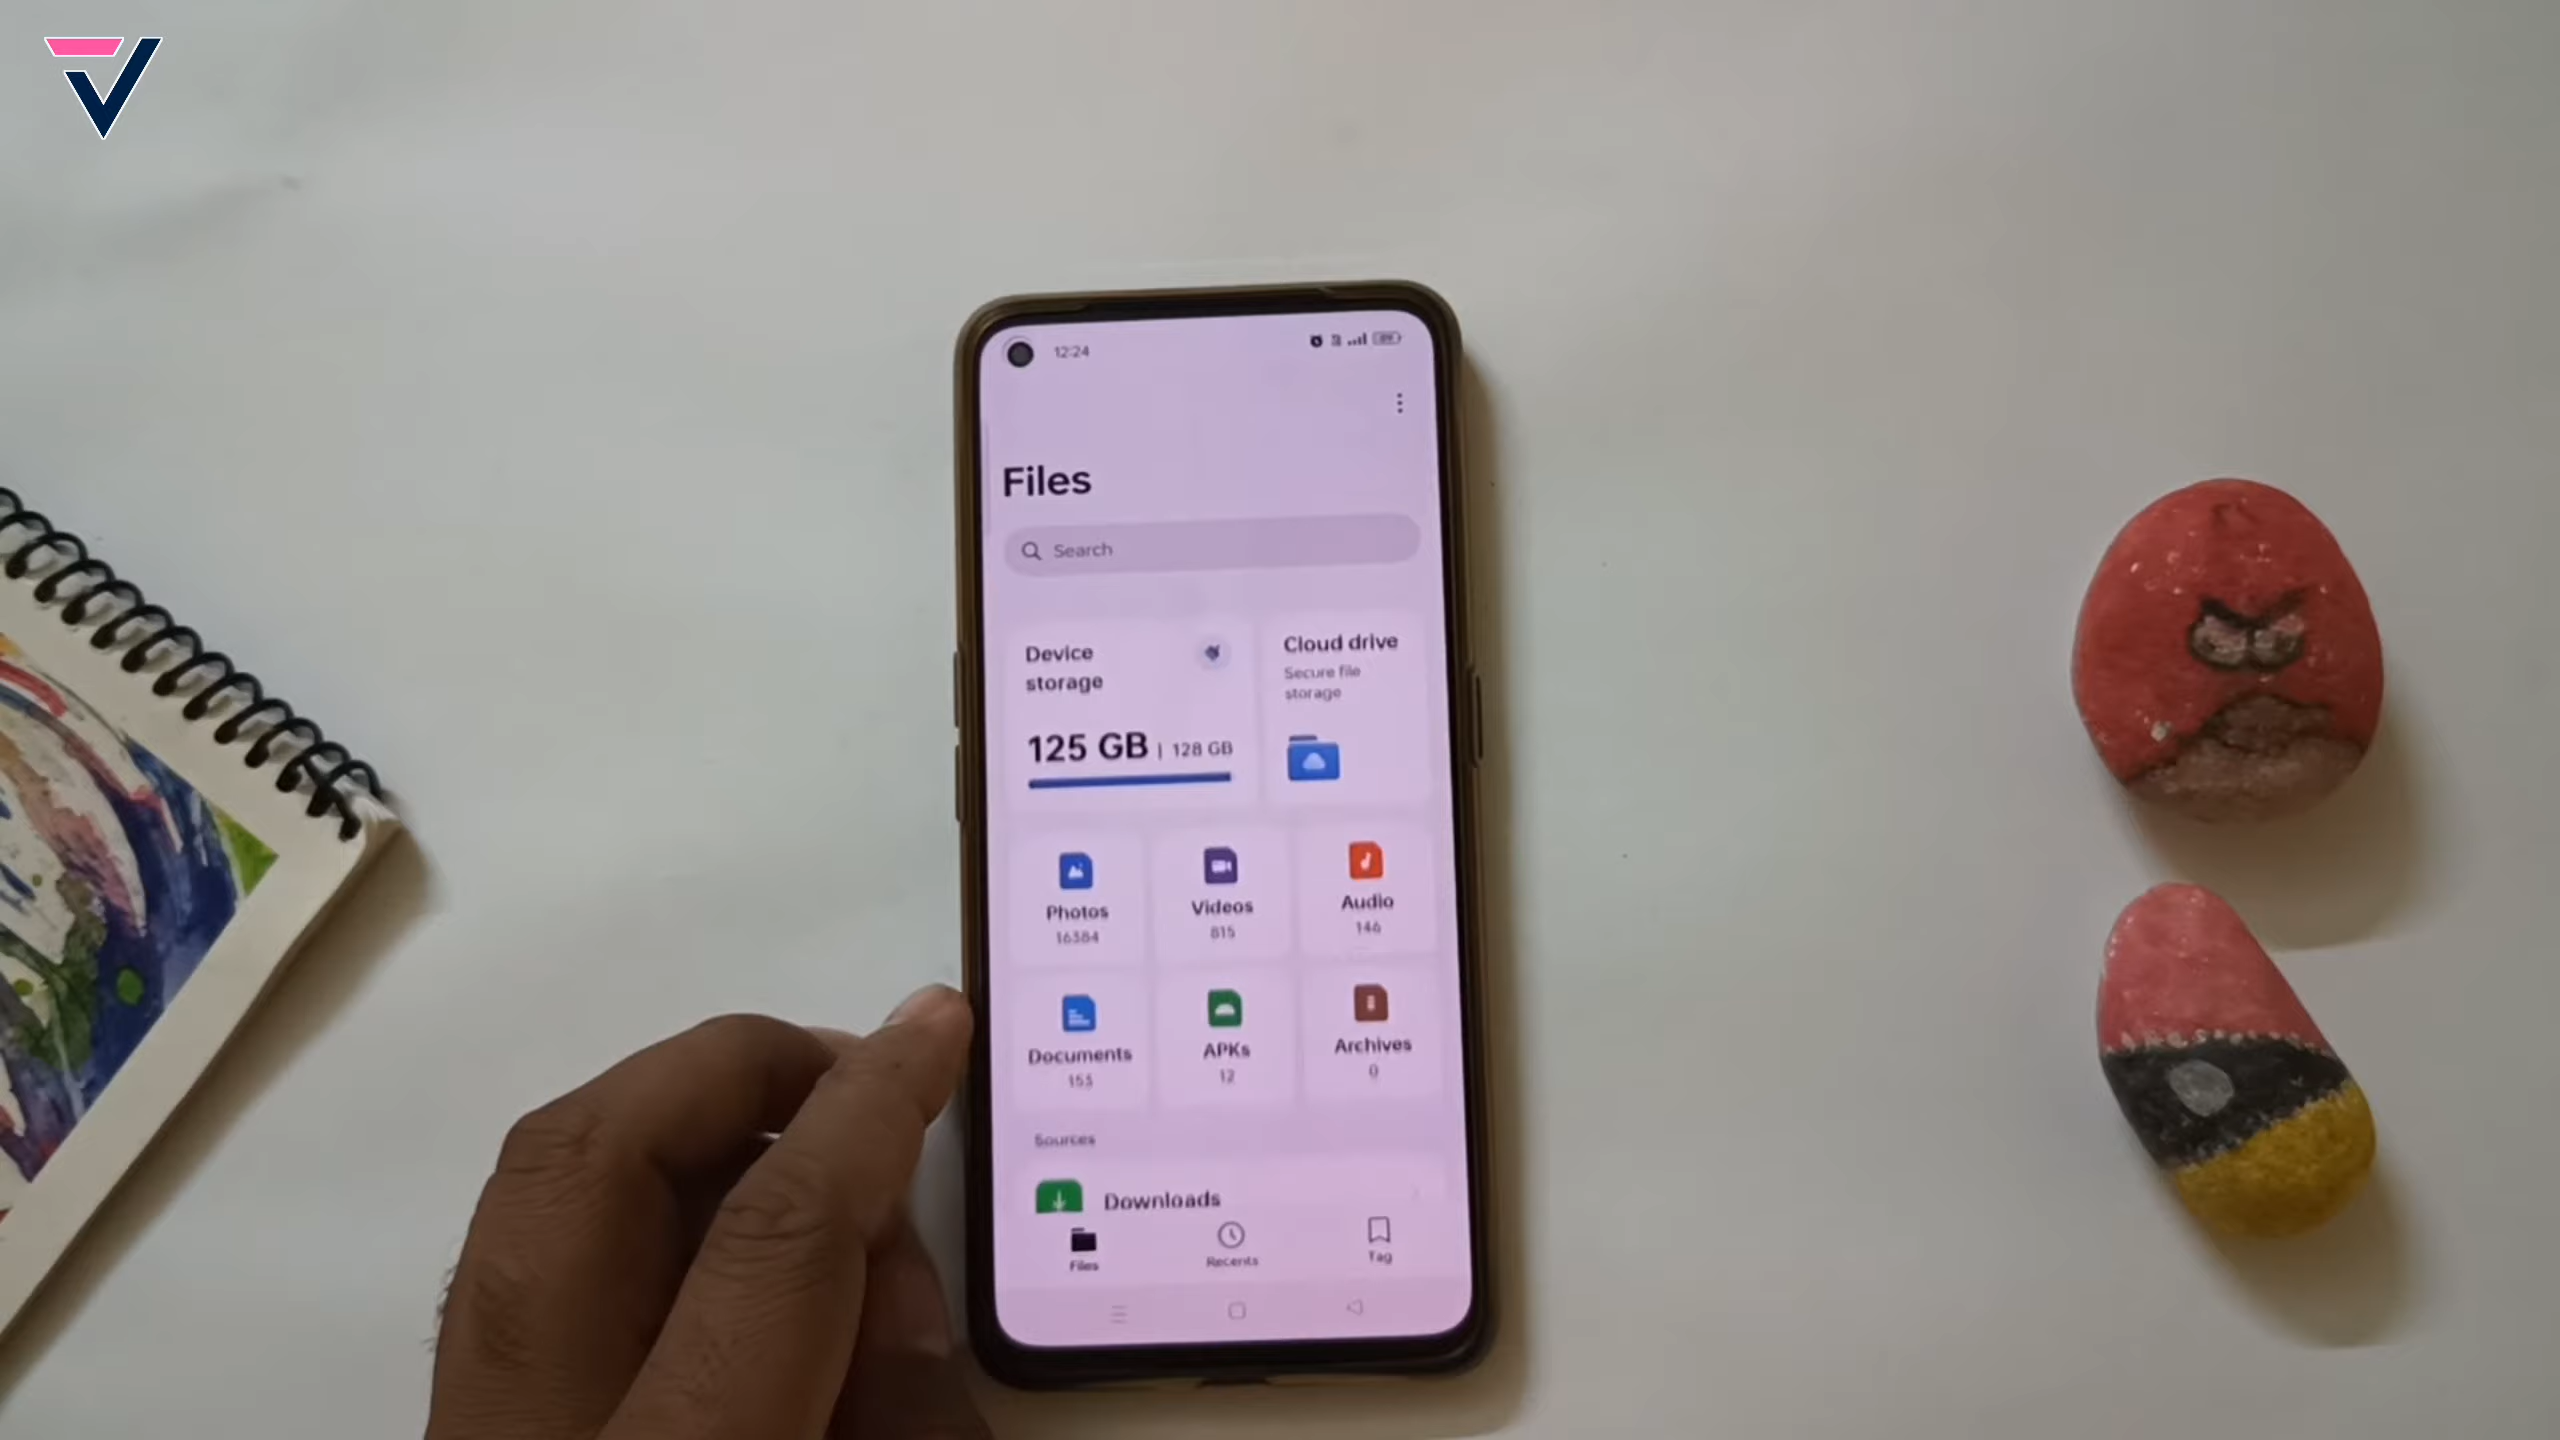 12:24
Files
Search
Device
storage
125 GB | 128 GB
Cloud drive
Secure file
storage
Photos
16384
Videos
815
Audio
146
Documents
153
APKs
12
Archives
0
Sources
Downloads
Files
Recents
Tag